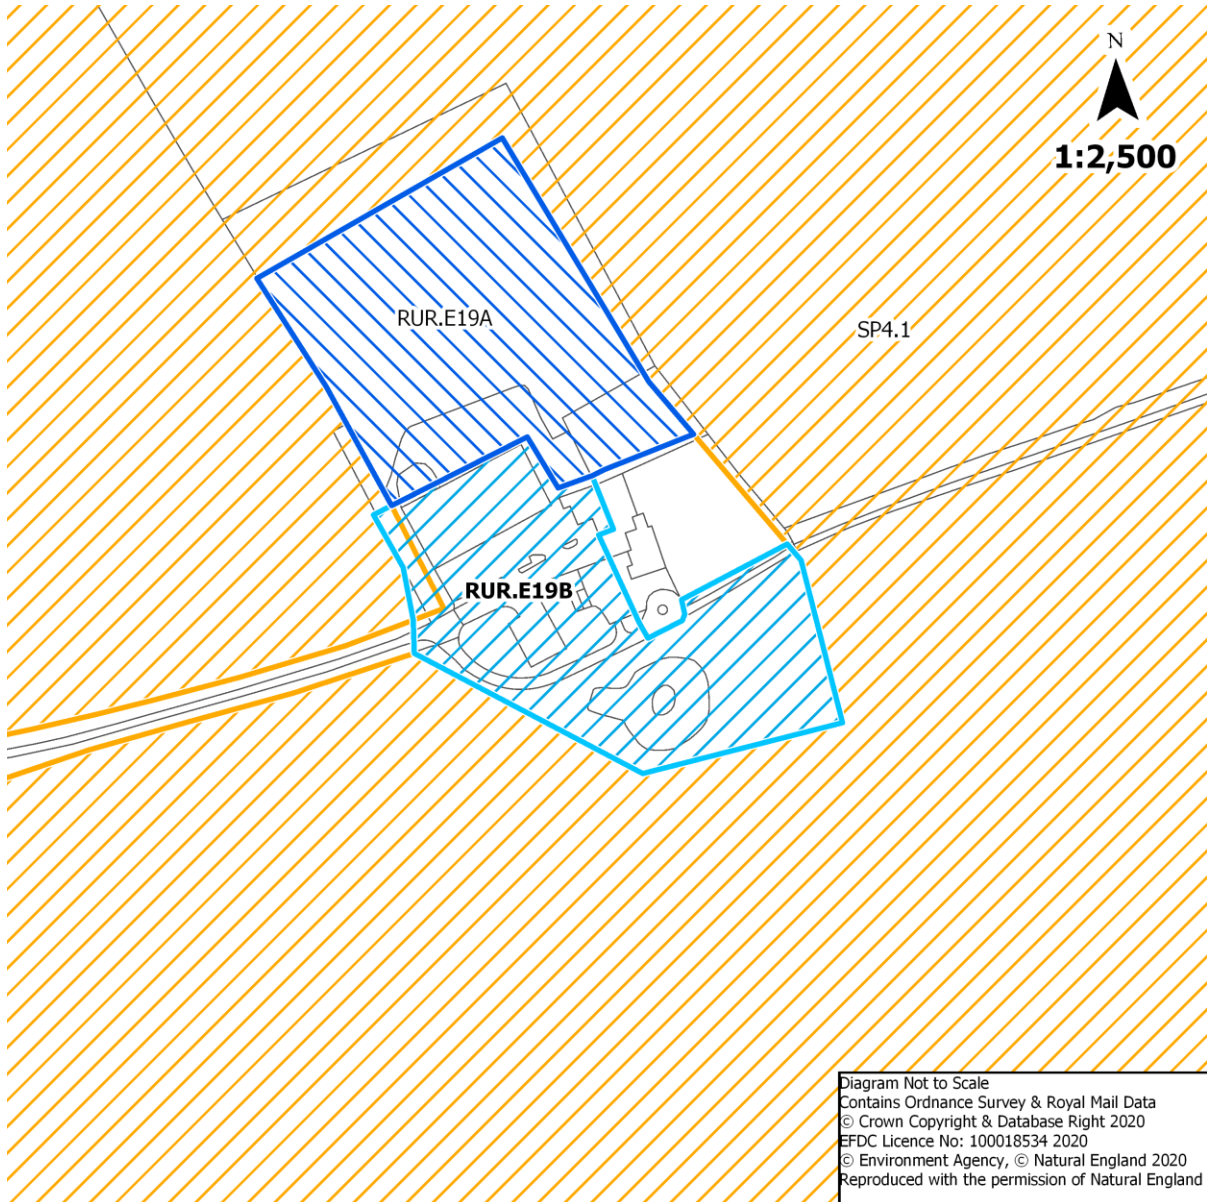 N
1:2,500
RUR.E19A
SP4.1
RUR.E19B
Diagram Not to Scale
Contains Ordnance Survey & Royal Mail Data
© Crown Copyright & Database Right 2020
EFDC Licence No: 100018534 2020
© Environment Agency, © Natural England 2020
Reproduced with the permission of Natural England